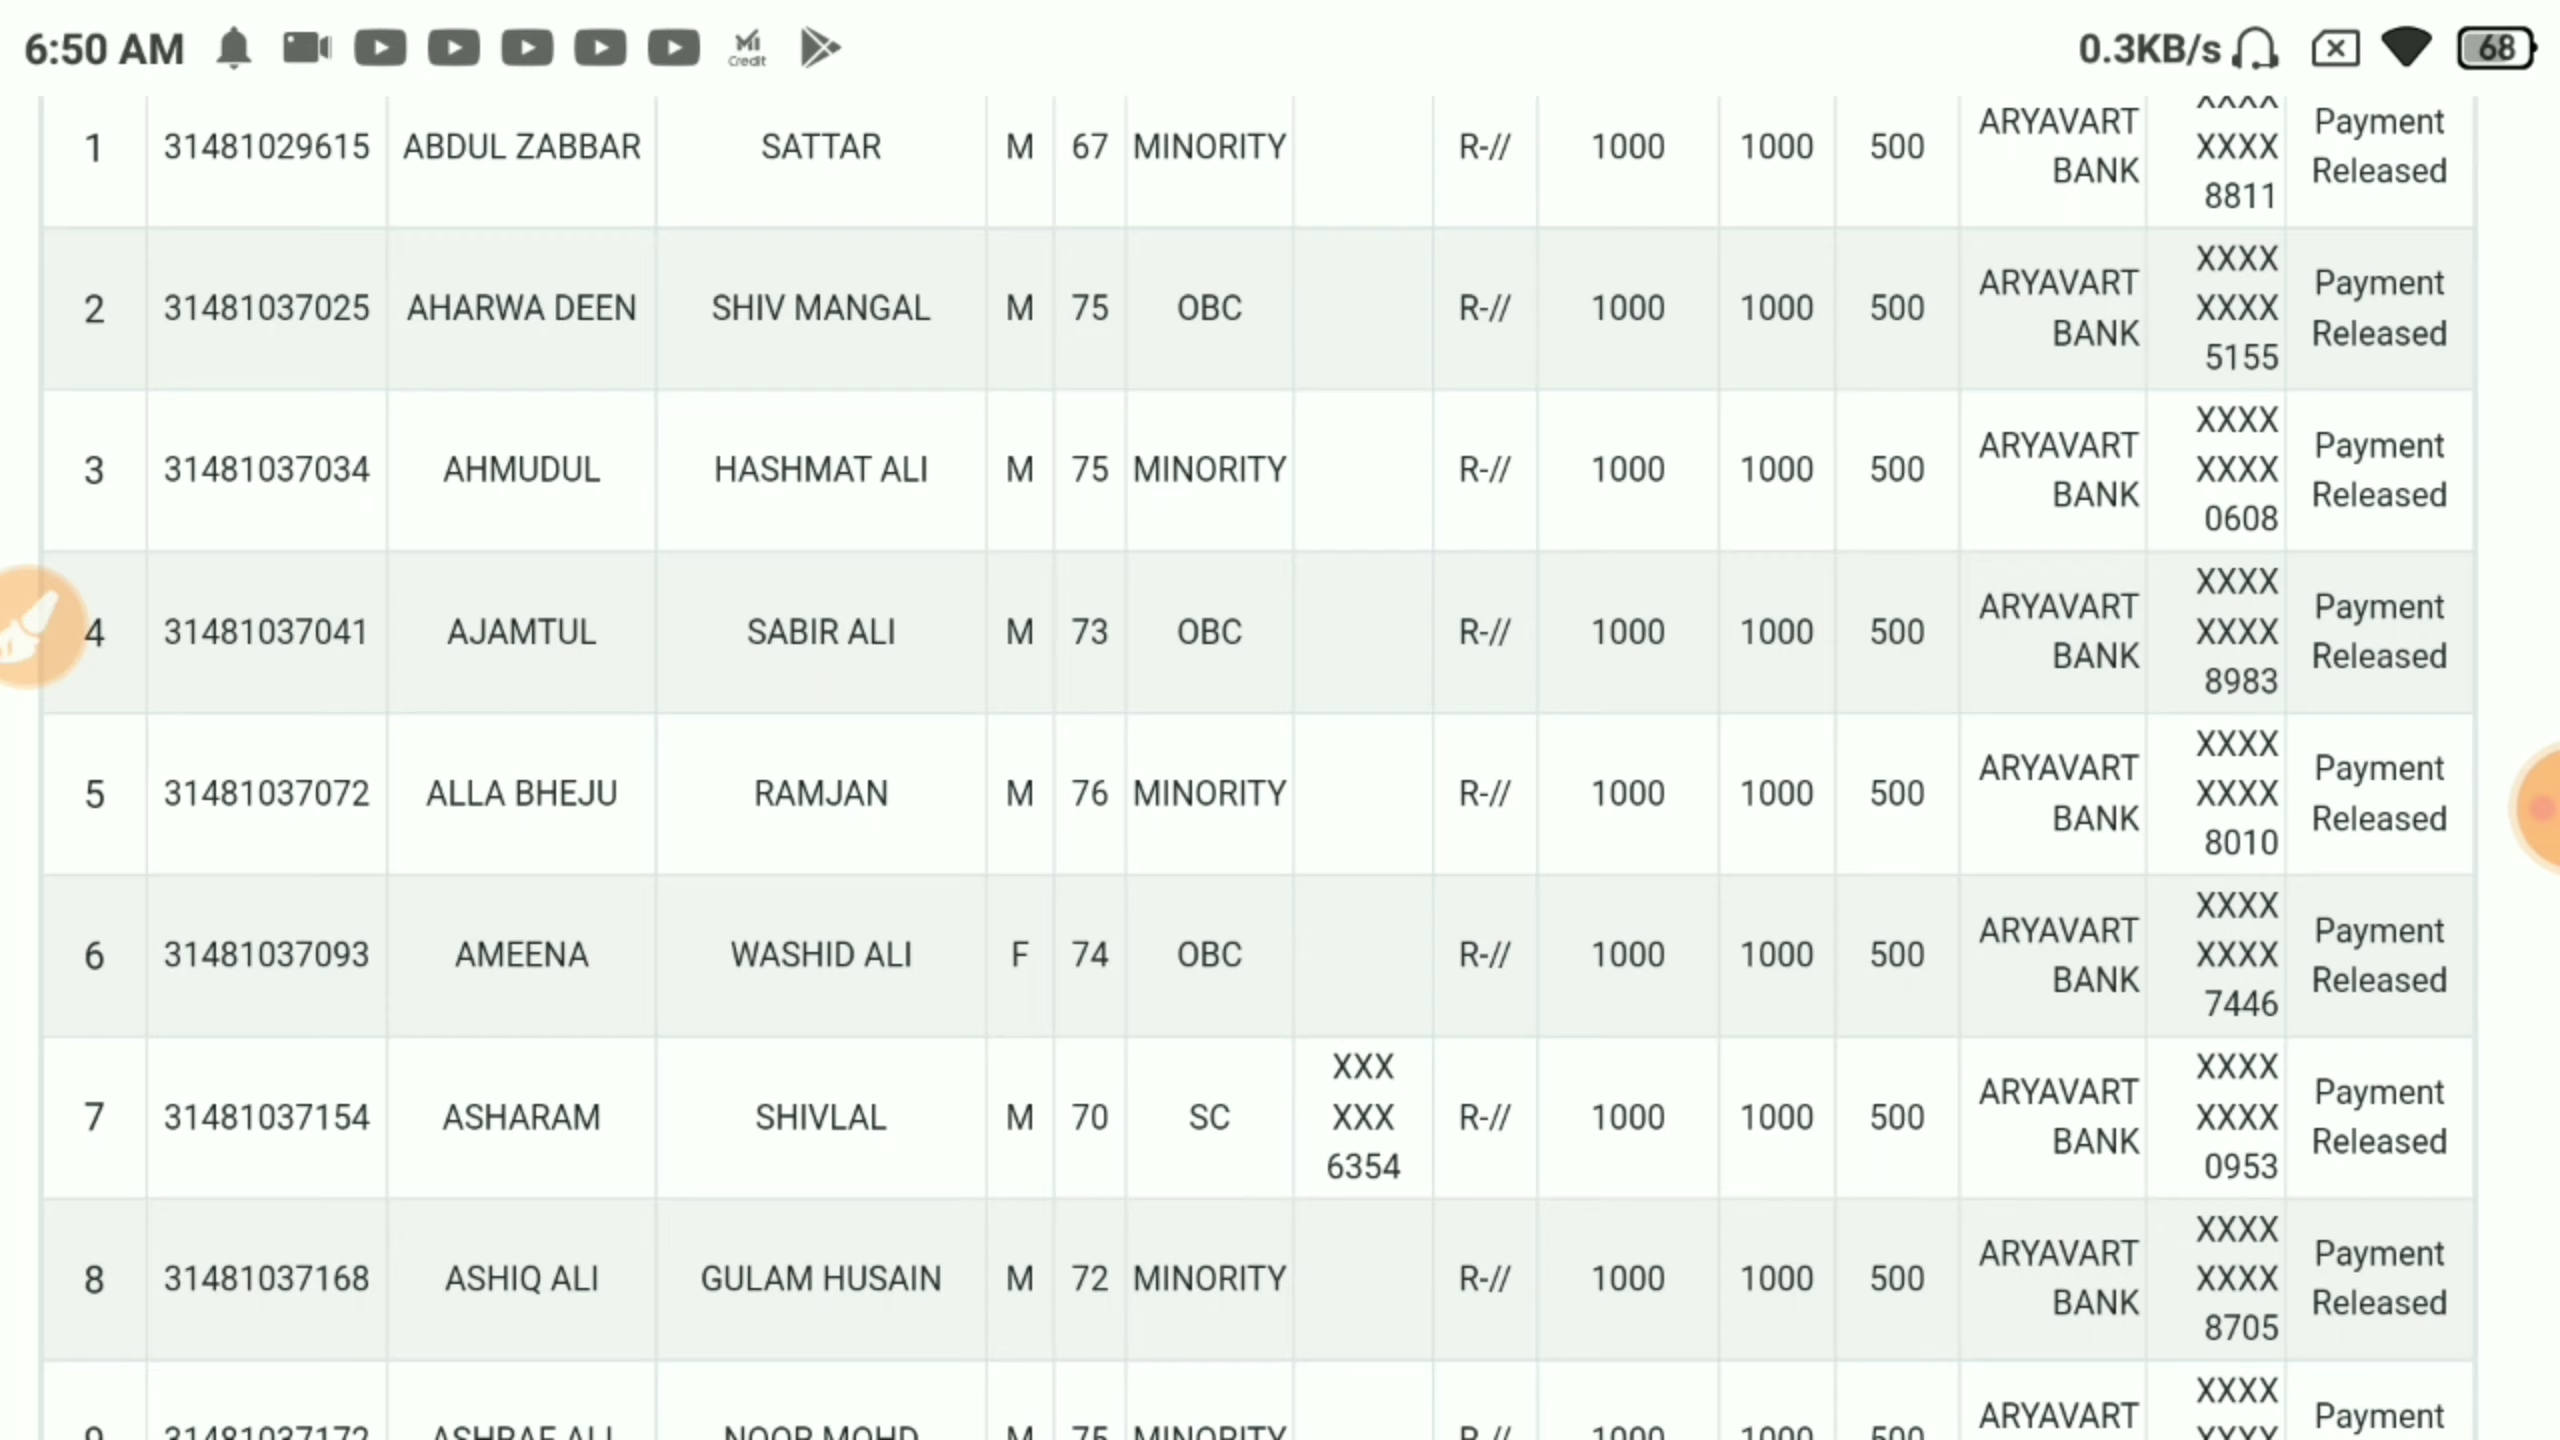 6:50 AM
Mi
Credit
0.3KB/s
68
1 31481029615 ABDUL ZABBAR SATTAR M 67 MINORITY R-// 1000 1000 500 ARYAVART BANK XXXX XXXX 8811 Payment Released
2 31481037025 AHARWA DEEN SHIV MANGAL M 75 OBC R-// 1000 1000 500 ARYAVART BANK XXXX XXXX 5155 Payment Released
3 31481037034 AHMUDUL HASHMAT ALI M 75 MINORITY R-// 1000 1000 500 ARYAVART BANK XXXX XXXX 0608 Payment Released
4 31481037041 AJAMTUL SABIR ALI M 73 OBC R-// 1000 1000 500 ARYAVART BANK XXXX XXXX 8983 Payment Released
5 31481037072 ALLA BHEJU RAMJAN M 76 MINORITY R-// 1000 1000 500 ARYAVART BANK XXXX XXXX 8010 Payment Released
6 31481037093 AMEENA WASHID ALI F 74 OBC R-// 1000 1000 500 ARYAVART BANK XXXX XXXX 7446 Payment Released
7 31481037154 ASHARAM SHIVLAL M 70 SC XXX XXX 6354 R-// 1000 1000 500 ARYAVART BANK XXXX XXXX 0953 Payment Released
8 31481037168 ASHIQ ALI GULAM HUSAIN M 72 MINORITY R-// 1000 1000 500 ARYAVART BANK XXXX XXXX 8705 Payment Released
9 31481037172 ASHRAF ALI NOOR MOHD M 75 MINORITY R-// 1000 1000 500 ARYAVART XXXX XXXX Payment